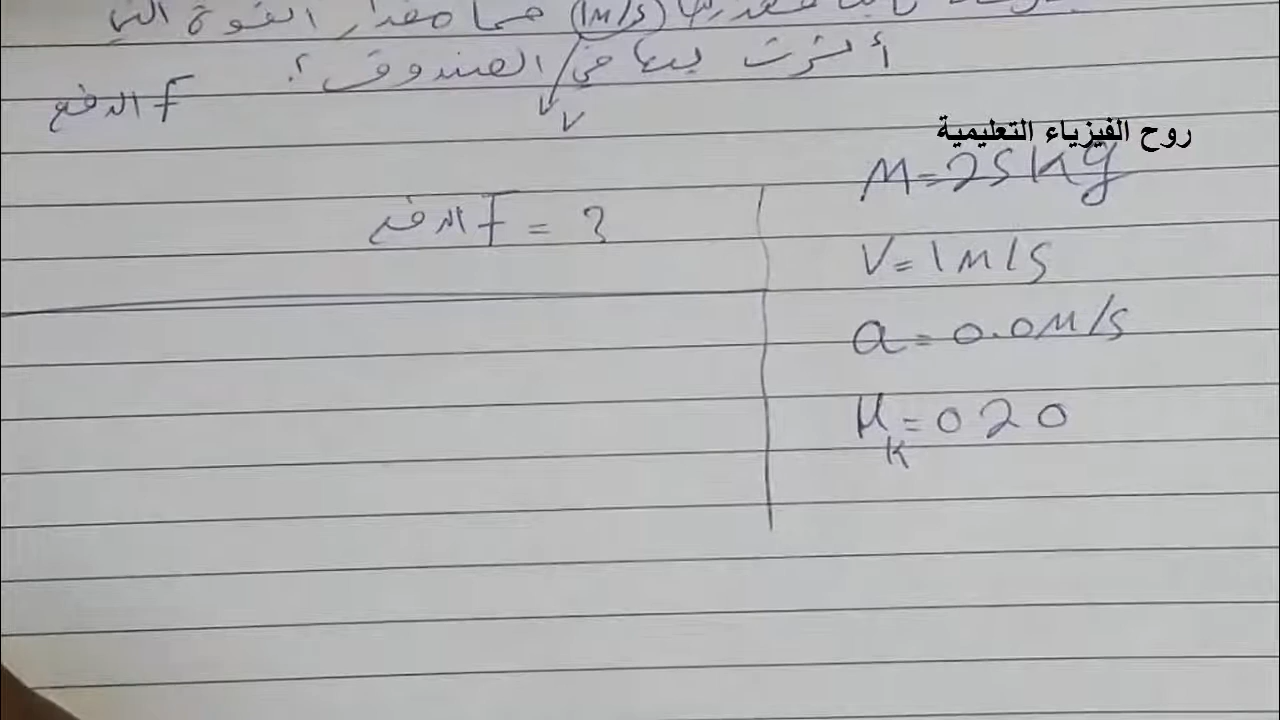 (1M/S) فما مقدار القوة التي
أثرت بها في الصندوق؟
f الدفع
V
روح الفيزياء التعليمية
M=25Kg
f الدفع = ?
V=1M/S
a=0.0M/S
μk=020